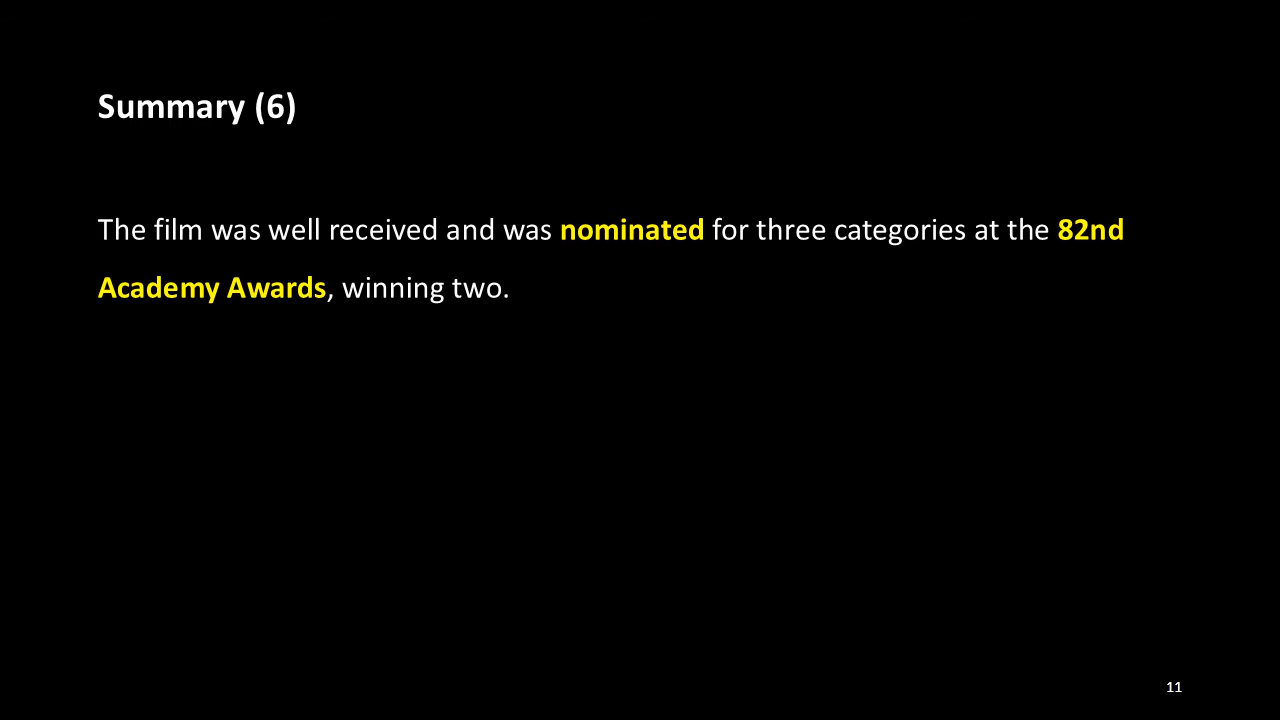 Summary (6)
The film was well received and was nominated for three categories at the 82nd
Academy Awards, winning two.
11